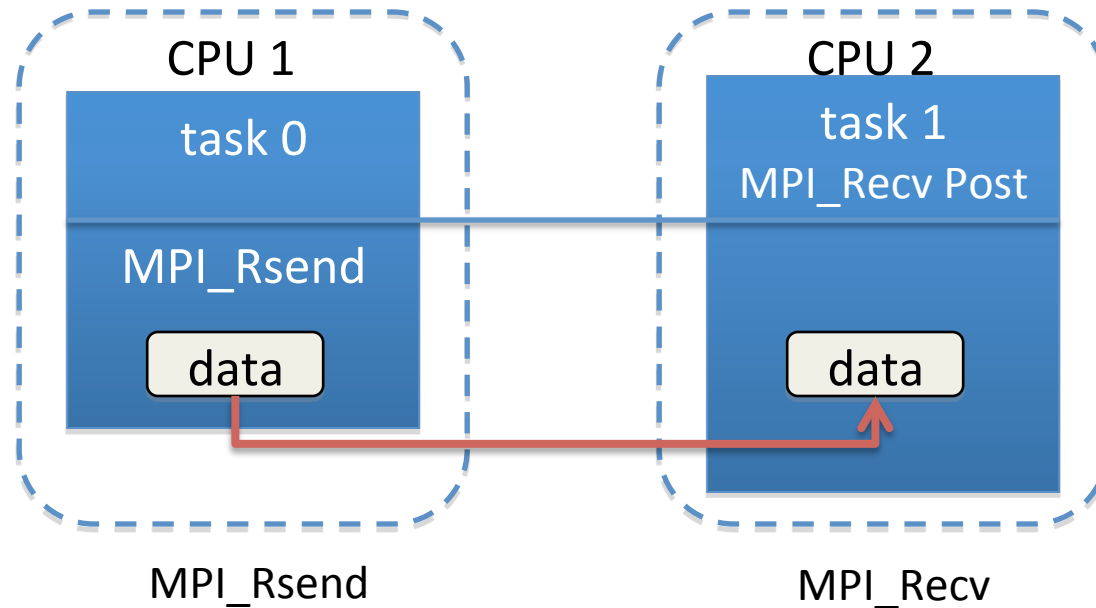 CPU 1
task 0
MPI_Rsend
data
MPI_Rsend
CPU 2
task 1
MPI_Recv Post
data
MPI_Recv